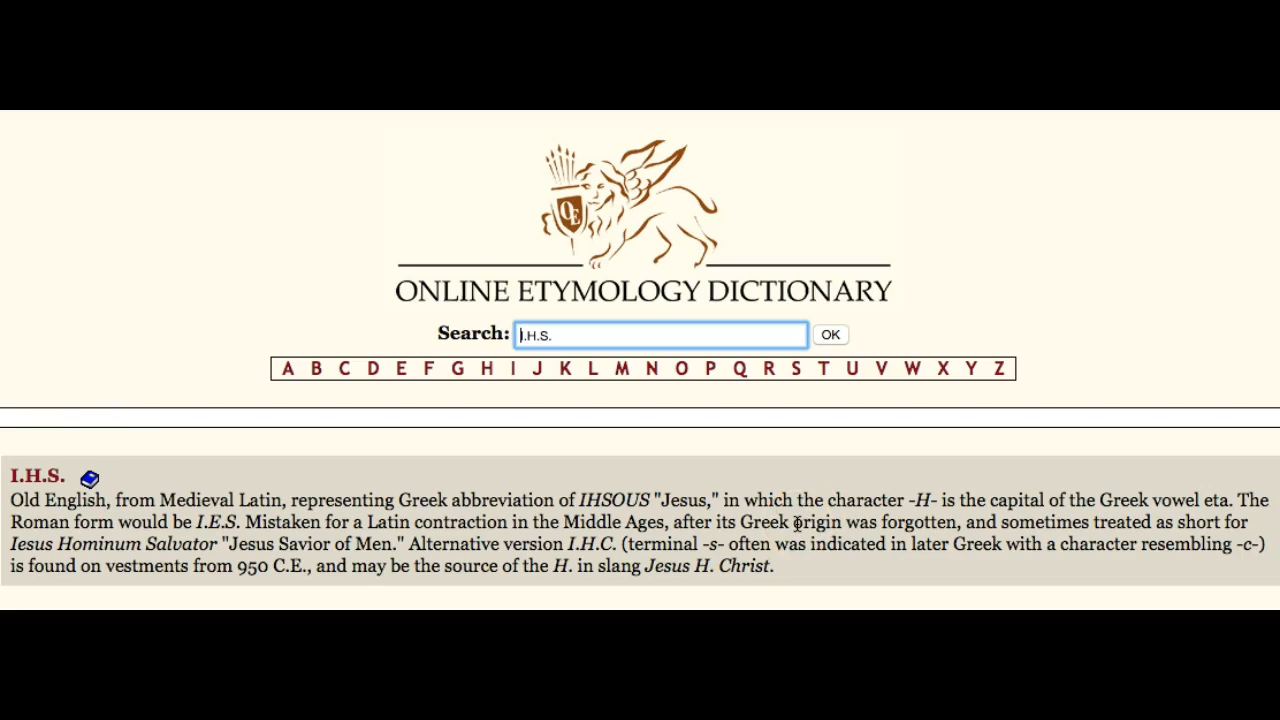 OE
ONLINE ETYMOLOGY DICTIONARY
Search: I.H.S. OK
A B C D E F G H I J K L M N O P Q R S T U V W X Y Z
I.H.S.
Old English, from Medieval Latin, representing Greek abbreviation of IHSOUS "Jesus," in which the character -H- is the capital of the Greek vowel eta. The
Roman form would be I.E.S. Mistaken for a Latin contraction in the Middle Ages, after its Greek origin was forgotten, and sometimes treated as short for
Iesus Hominum Salvator "Jesus Savior of Men." Alternative version I.H.C. (terminal -s- often was indicated in later Greek with a character resembling -c-)
is found on vestments from 950 C.E., and may be the source of the H. in slang Jesus H. Christ.